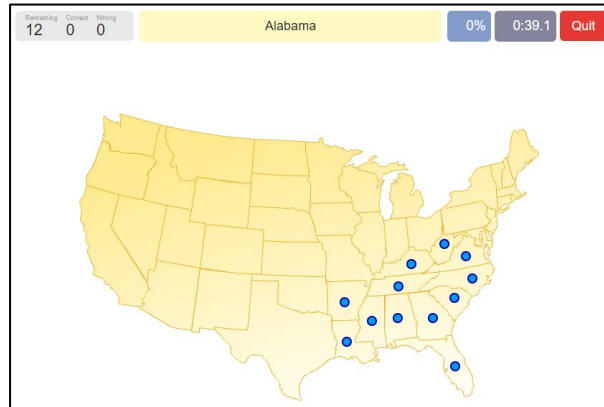 Remaining Correct Wrong
12 0 0
Alabama
0%
0:39.1
Quit